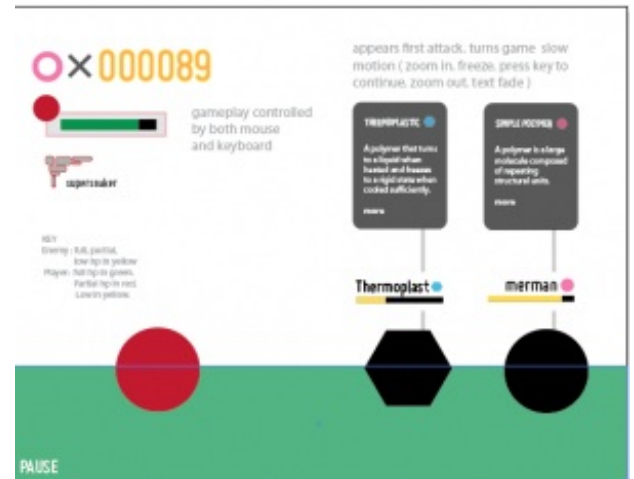 O×000089
gameplay controlled
by both mouse
and keyboard
supersoaker
KEY
Enemy : full, partial,
low hp in yellow
Player : full hp in green.
Partial hp in red.
Low in yellow.
appears first attack. turns game slow
motion ( zoom in, freeze, press key to
continue, zoom out, text fade )
THERMOPLASTIC
A polymer that turns
to a liquid when
heated and freezes
to a rigid state when
cooled sufficiently.
more
SIMPLE POLYMER
A polymer is a large
molecule composed
of repeating
structural units.
more
Thermoplast
merman
PAUSE